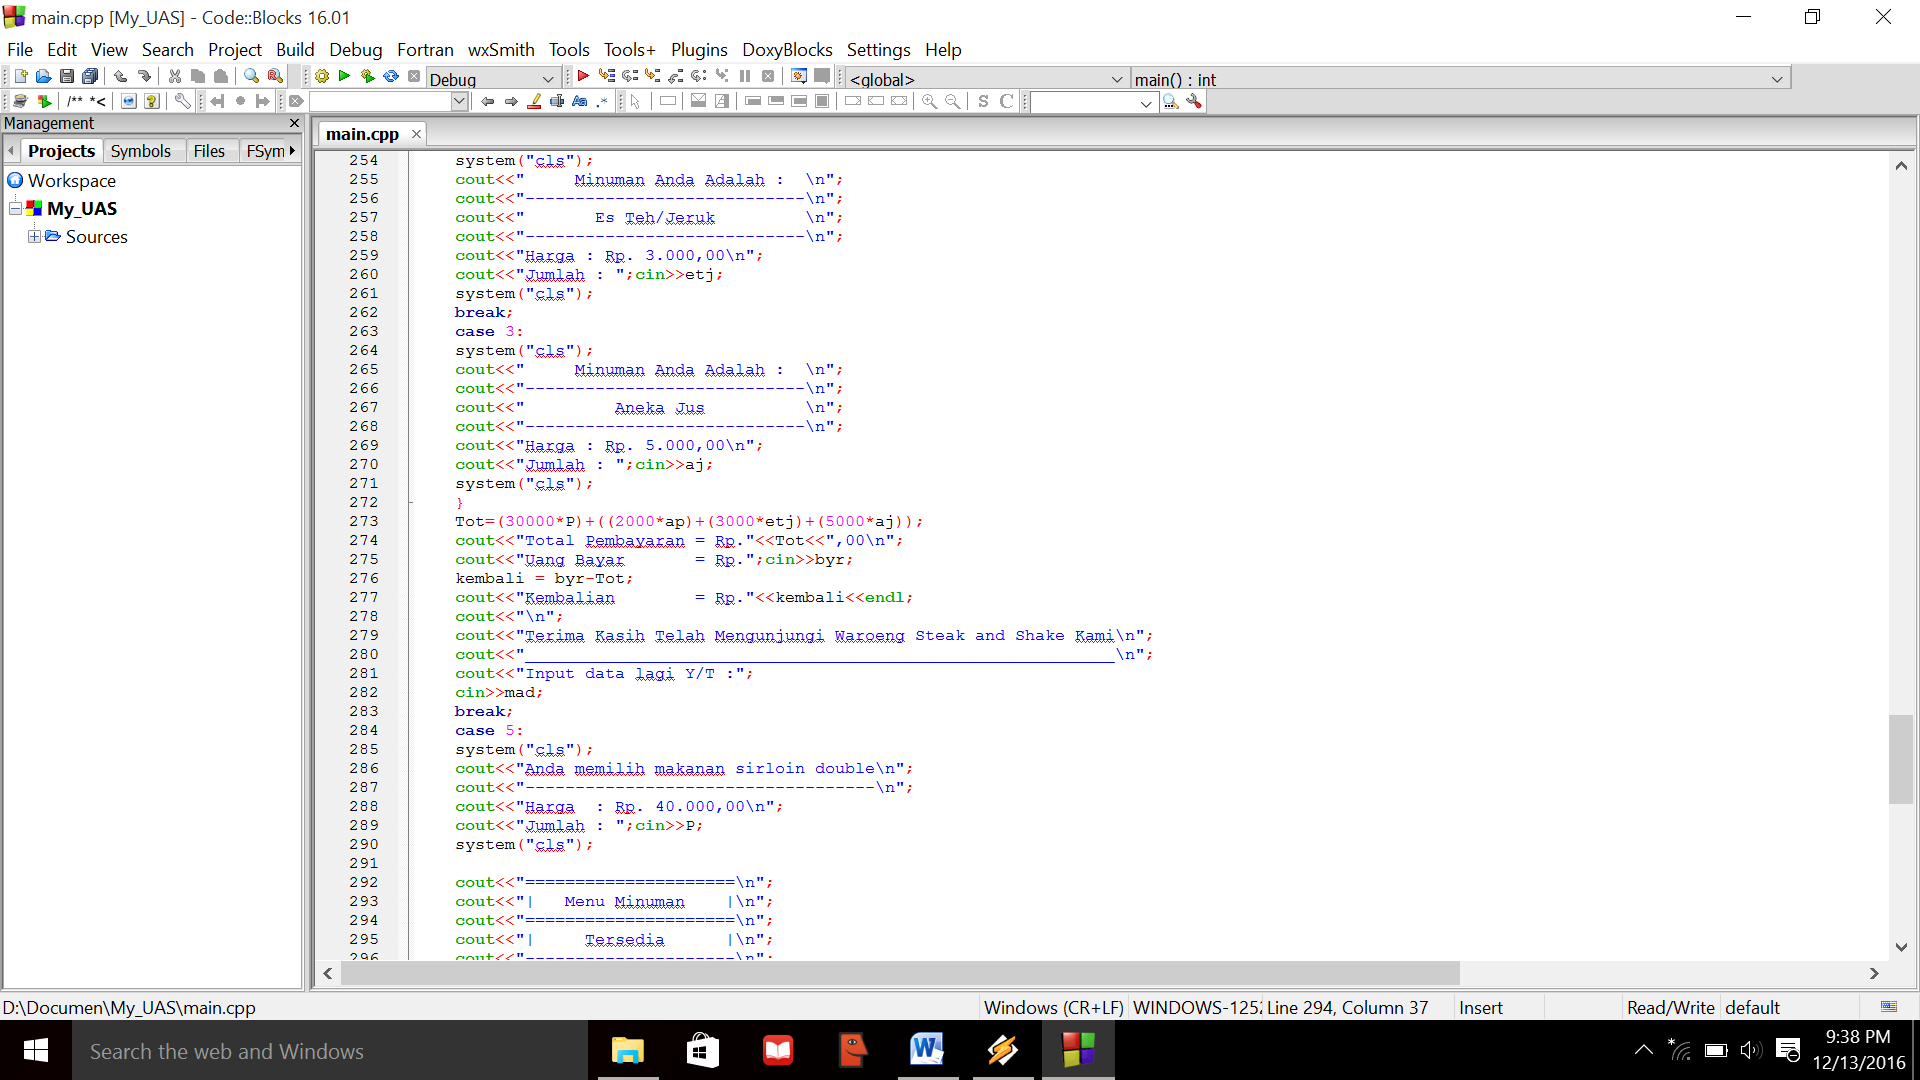 main.cpp [My_UAS] - Code::Blocks 16.01
File Edit View Search Project Build Debug Fortran wxSmith Tools Tools+ Plugins DoxyBlocks Settings Help
Debug <global> main() : int
/** *< Aa .* S C
Management
Projects Symbols Files FSym
main.cpp
Workspace
My_UAS
Sources
254 system("cls");
255 cout<<"     Minuman Anda Adalah :  \n";
256 cout<<"----------------------------\n";
257 cout<<"       Es Teh/Jeruk         \n";
258 cout<<"----------------------------\n";
259 cout<<"Harga : Rp. 3.000,00\n";
260 cout<<"Jumlah : ";cin>>etj;
261 system("cls");
262 break;
263 case 3:
264 system("cls");
265 cout<<"     Minuman Anda Adalah :  \n";
266 cout<<"----------------------------\n";
267 cout<<"         Aneka Jus          \n";
268 cout<<"----------------------------\n";
269 cout<<"Harga : Rp. 5.000,00\n";
270 cout<<"Jumlah : ";cin>>aj;
271 system("cls");
272 }
273 Tot=(30000*P)+((2000*ap)+(3000*etj)+(5000*aj));
274 cout<<"Total Pembayaran = Rp."<<Tot<<",00\n";
275 cout<<"Uang Bayar       = Rp.";cin>>byr;
276 kembali = byr-Tot;
277 cout<<"Kembalian        = Rp."<<kembali<<endl;
278 cout<<"\n";
279 cout<<"Terima Kasih Telah Mengunjungi Waroeng Steak and Shake Kami\n";
280 cout<<"___________________________________________________________\n";
281 cout<<"Input data lagi Y/T :";
282 cin>>mad;
283 break;
284 case 5:
285 system("cls");
286 cout<<"Anda memilih makanan sirloin double\n";
287 cout<<"-----------------------------------\n";
288 cout<<"Harga  : Rp. 40.000,00\n";
289 cout<<"Jumlah : ";cin>>P;
290 system("cls");
291
292 cout<<"=====================\n";
293 cout<<"|   Menu Minuman    |\n";
294 cout<<"=====================\n";
295 cout<<"|     Tersedia      |\n";
296 cout<<"---------------------\n";
D:\Documen\My_UAS\main.cpp Windows (CR+LF) WINDOWS-1252 Line 294, Column 37 Insert Read/Write default
Search the web and Windows
9:38 PM
12/13/2016